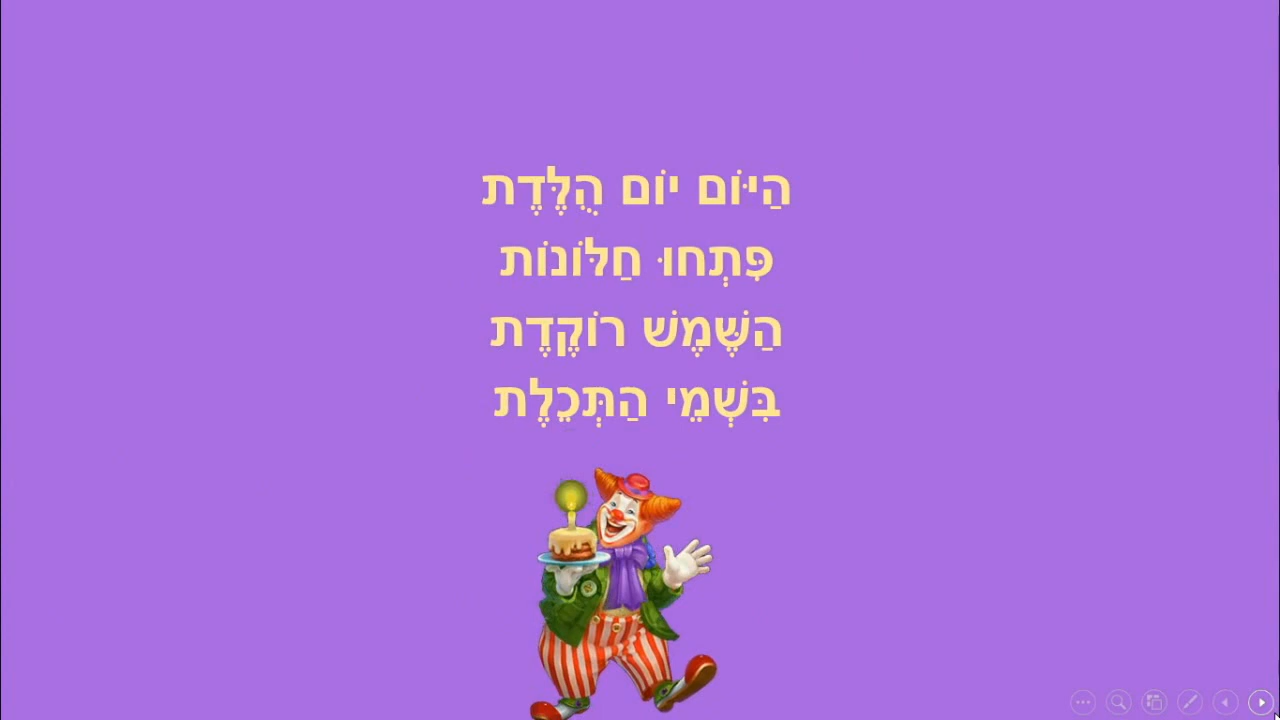 הַיּוֹם יוֹם הֻלֶּדֶת
פִּתְחוּ חַלּוֹנוֹת
הַשֶּׁמֶשׁ רוֹקֶדֶת
בִּשְׁמֵי הַתְּכֵלֶת